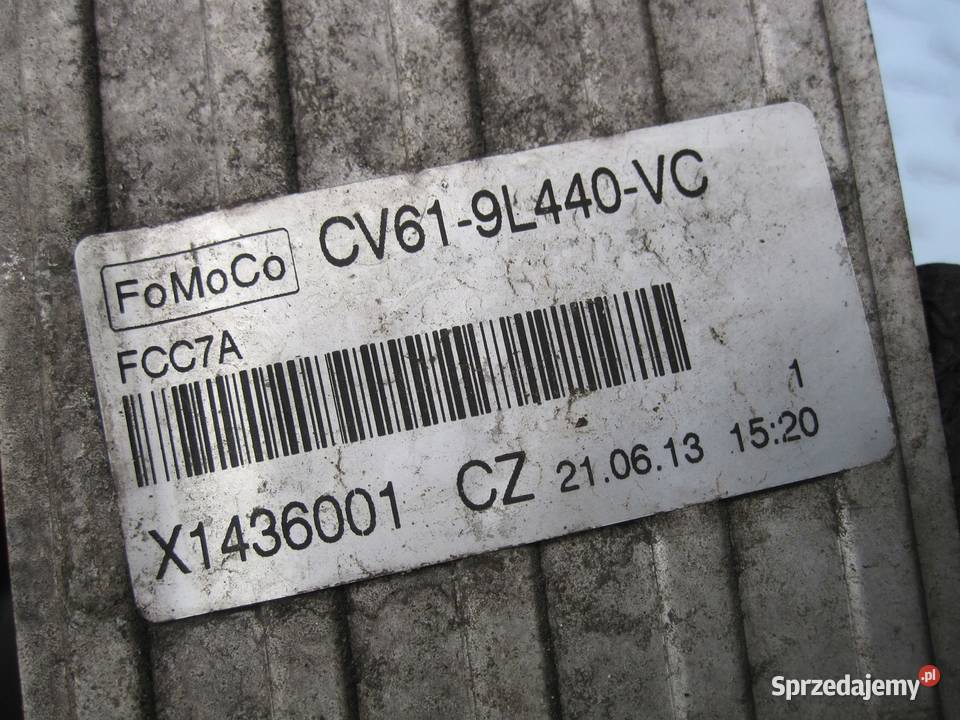 FoMoCo CV61-9L440-VC
FCC7A
1
X1436001 CZ 21.06.13 15:20
Sprzedajemy.pl